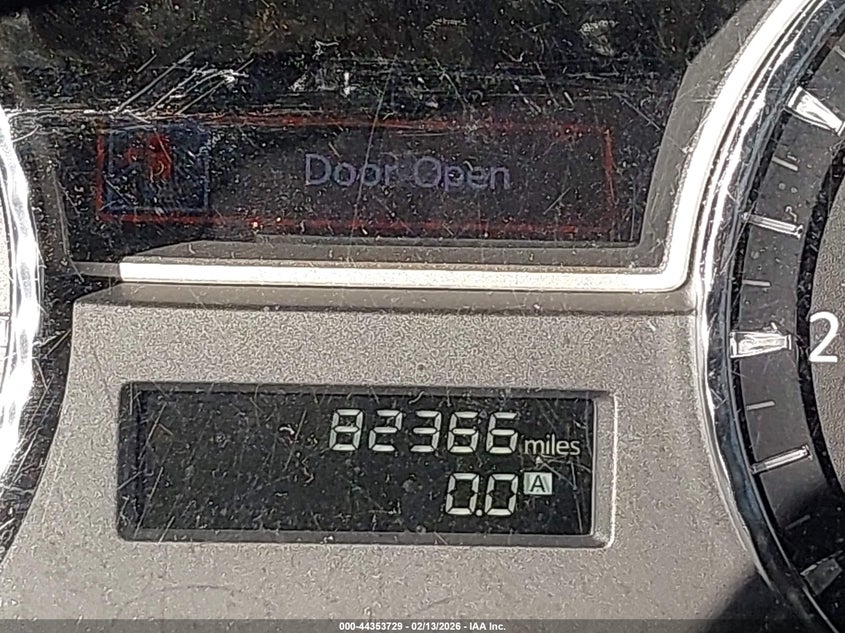 Door Open
2
82366 miles
0.0 A
000-44353729 - 02/13/2026 - IAA Inc.